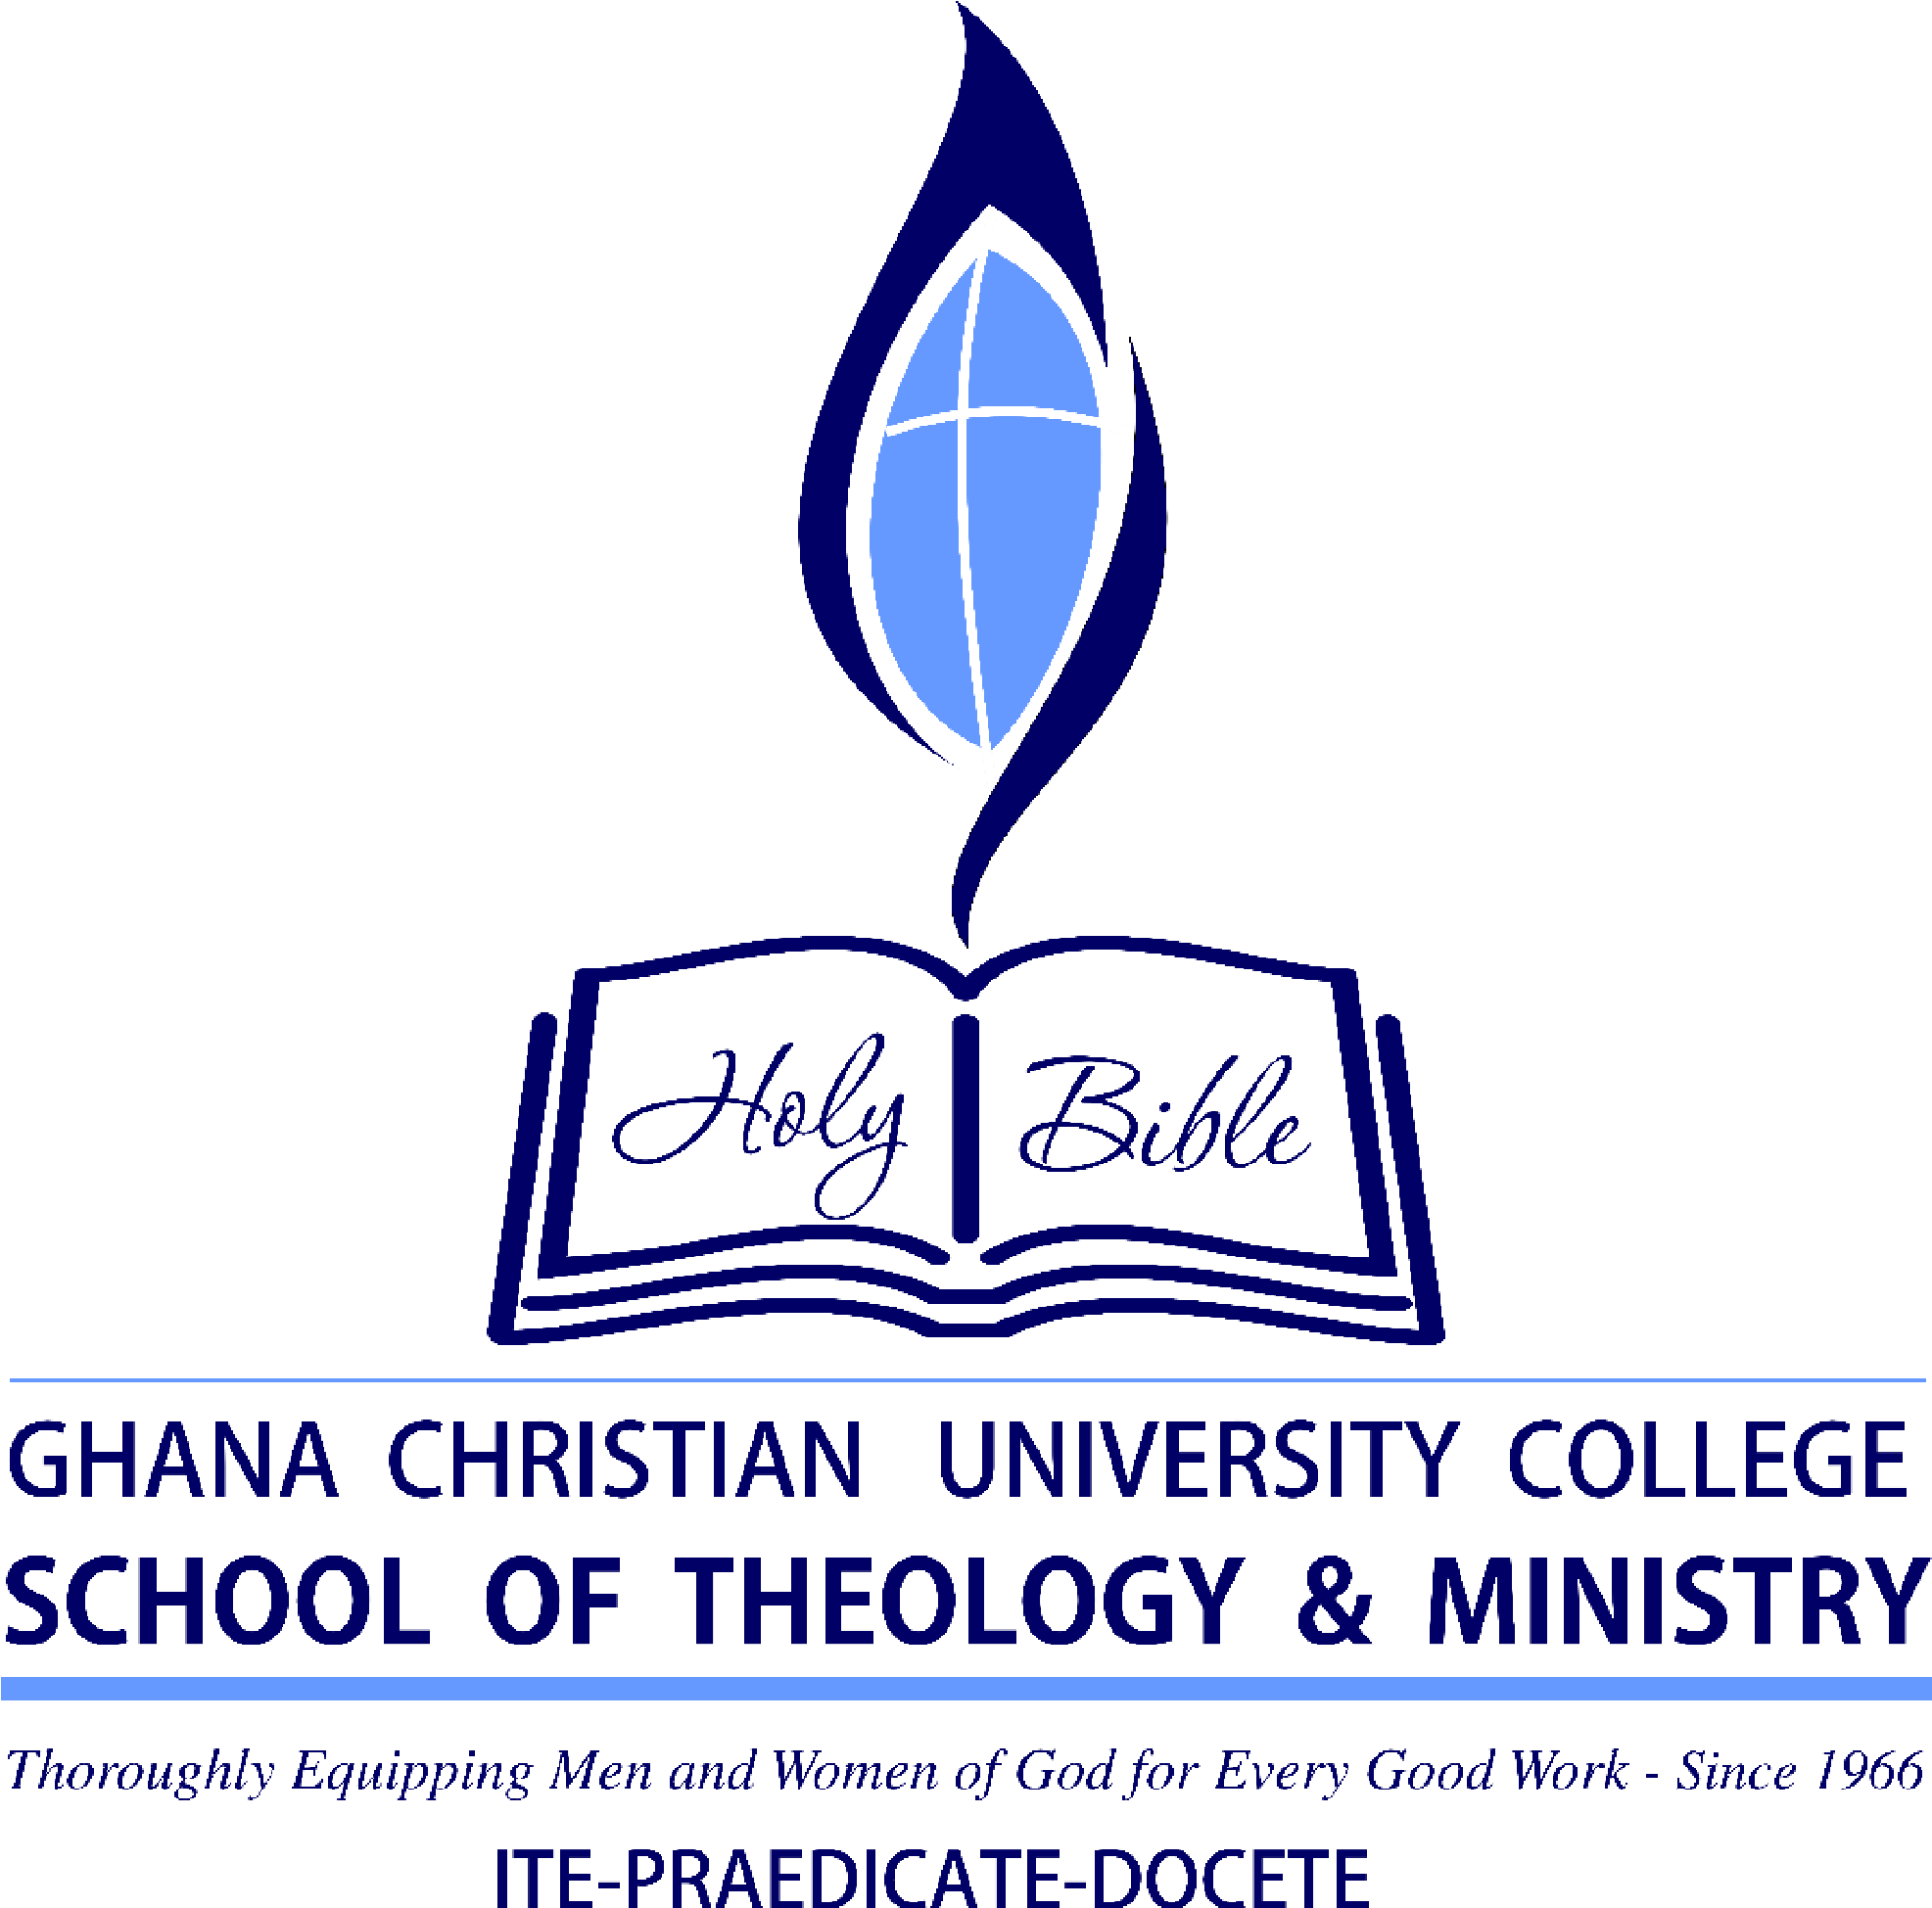 Holy Bible
GHANA CHRISTIAN UNIVERSITY COLLEGE
SCHOOL OF THEOLOGY & MINISTRY
Thoroughly Equipping Men and Women of God for Every Good Work - Since 1966
ITE-PRAEDICATE-DOCETE